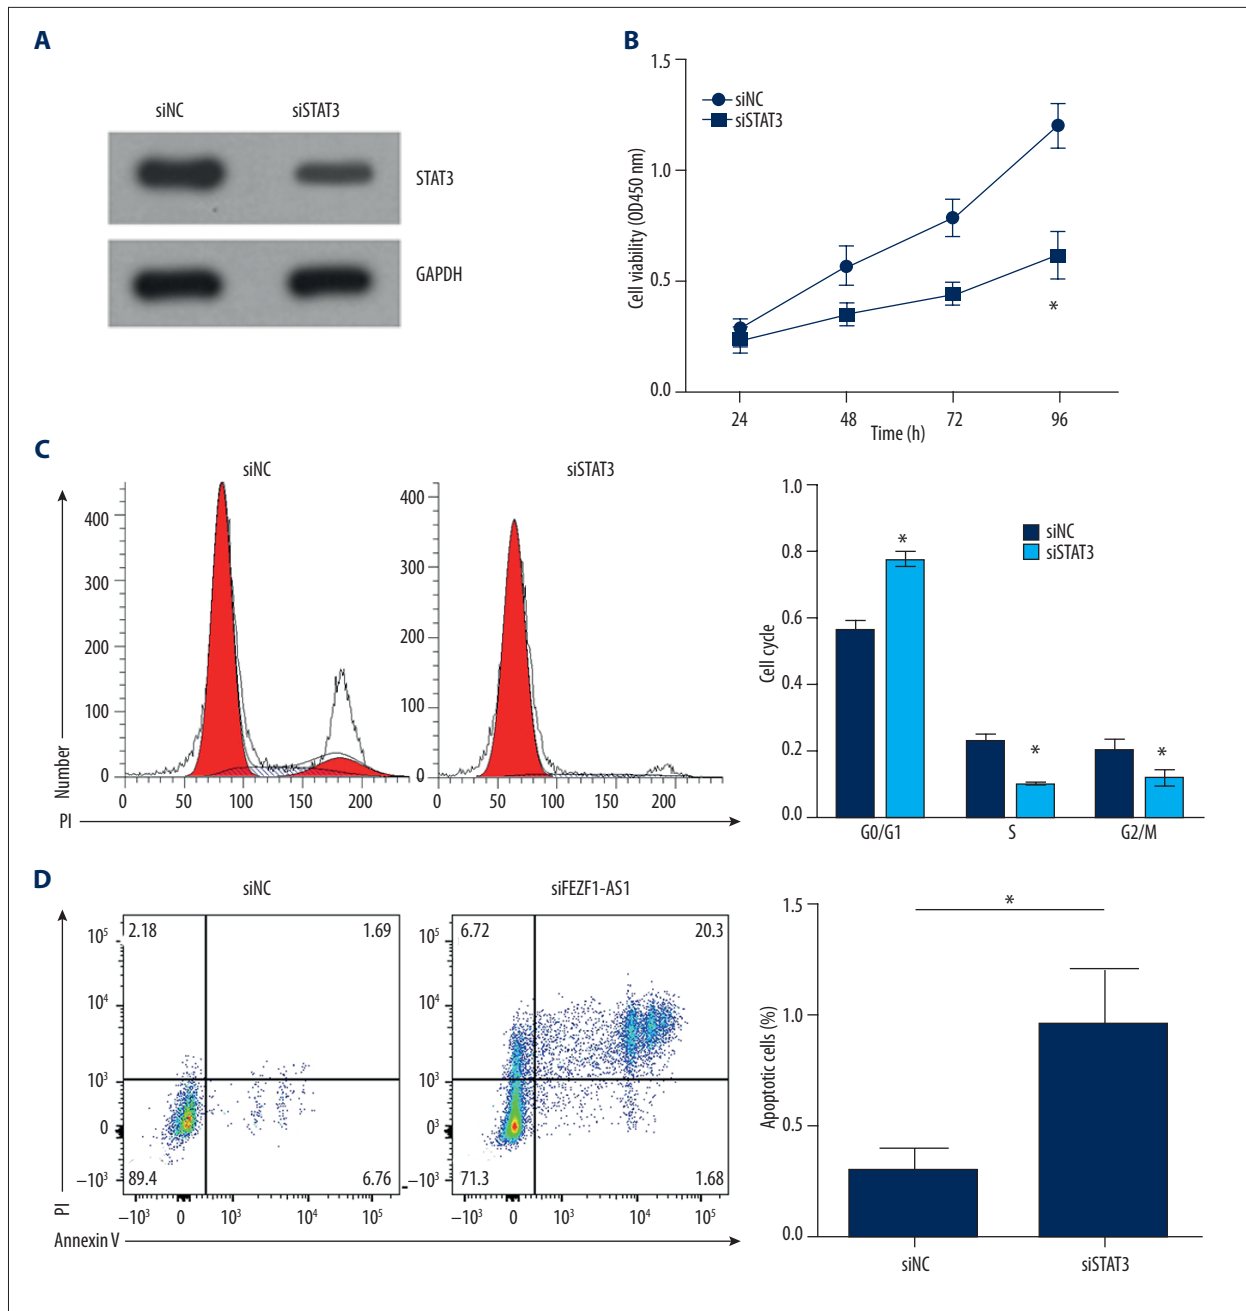 A
siNC siSTAT3
STAT3
GAPDH
B
1.5
1.0
0.5
0.0
Cell viability (OD450 nm)
siNC
siSTAT3
*
24 48 72 96
Time (h)
C
siNC
400
300
200
100
0
0 50 100 150 200
siSTAT3
400
300
200
100
0
0 50 100 150 200
Number
PI
1.0
0.8
0.6
0.4
0.2
0.0
Cell cycle
siNC
siSTAT3
* * *
G0/G1 S G2/M
D
siNC
2.18 1.69
89.4 6.76
10⁵
10⁴
10³
0
−10³
−10³ 0 10³ 10⁴ 10⁵
siFEZF1-AS1
6.72 20.3
71.3 1.68
10⁵
10⁴
10³
0³
−10³
−10³ 0 10³ 10⁴ 10⁵
PI
Annexin V
1.5
1.0
0.5
0.0
Apoptotic cells (%)
*
siNC siSTAT3